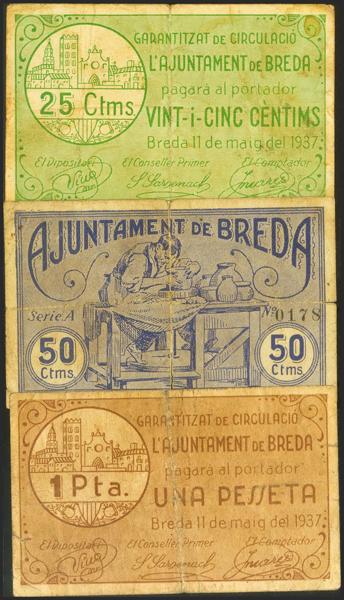 GARANTITZAT DE CIRCULACIÓ
L'AJUNTAMENT DE BREDA
pagarà al portador
25 Ctms.
VINT-i-CINC CÈNTIMS
Breda 11 de maig del 1937.
El Dipositari El Conseller Primer El Comptador
AJUNTAMENT DE BREDA
Serie.A No 0178
50 Ctms. 50 Ctms.
GARANTITZAT DE CIRCULACIÓ
L'AJUNTAMENT DE BREDA
pagarà al portador
1 Pta.
UNA PESSETA
Breda 11 de maig del 1937.
El Dipositari El Conseller Primer El Comptador